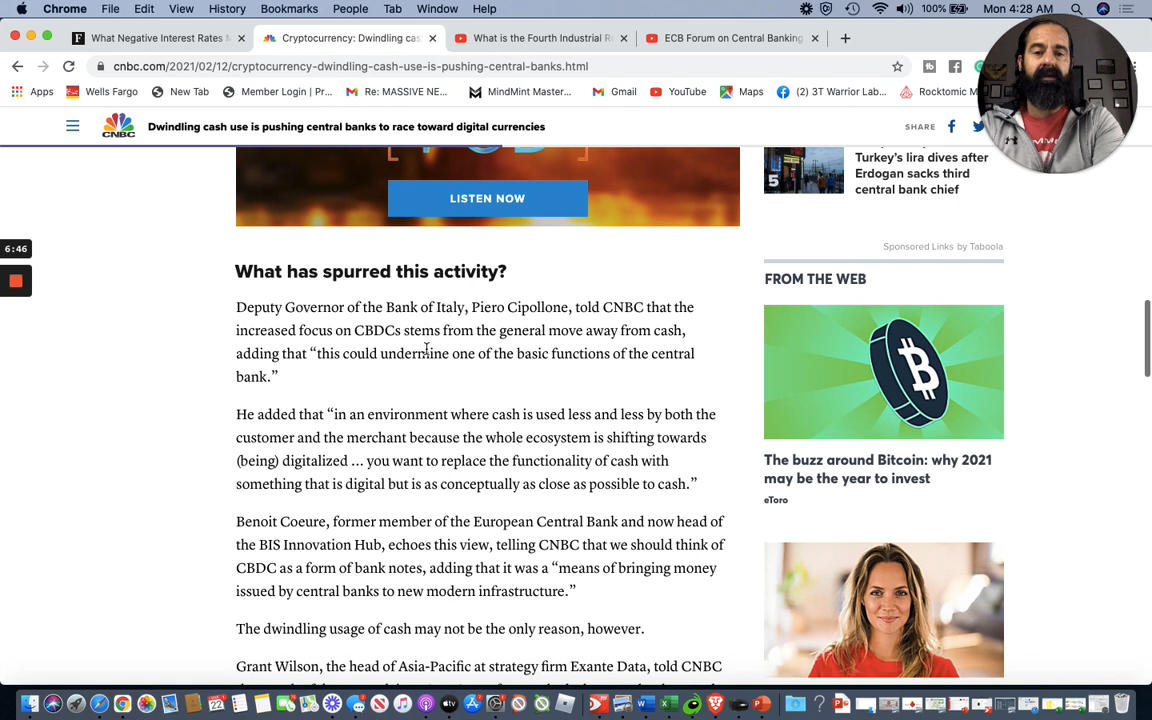 Chrome File Edit View History Bookmarks People Tab Window Help 100% Mon 4:28 AM
What Negative Interest Rates M
Cryptocurrency: Dwindling cas
What is the Fourth Industrial R
ECB Forum on Central Banking
cnbc.com/2021/02/12/cryptocurrency-dwindling-cash-use-is-pushing-central-banks.html
Apps Wells Fargo New Tab Member Login | Pr... Re: MASSIVE NE... MindMint Master... Gmail YouTube Maps (2) 3T Warrior Lab... Rocktomic M
CNBC
Dwindling cash use is pushing central banks to race toward digital currencies
SHARE
LISTEN NOW
5
Turkey's lira dives after
Erdogan sacks third
central bank chief
Sponsored Links by Taboola
6:46
What has spurred this activity?
Deputy Governor of the Bank of Italy, Piero Cipollone, told CNBC that the
increased focus on CBDCs stems from the general move away from cash,
adding that “this could undermine one of the basic functions of the central
bank.”
He added that “in an environment where cash is used less and less by both the
customer and the merchant because the whole ecosystem is shifting towards
(being) digitalized ... you want to replace the functionality of cash with
something that is digital but is as conceptually as close as possible to cash.”
Benoit Coeure, former member of the European Central Bank and now head of
the BIS Innovation Hub, echoes this view, telling CNBC that we should think of
CBDC as a form of bank notes, adding that it was a “means of bringing money
issued by central banks to new modern infrastructure.”
The dwindling usage of cash may not be the only reason, however.
Grant Wilson, the head of Asia-Pacific at strategy firm Exante Data, told CNBC
FROM THE WEB
The buzz around Bitcoin: why 2021
may be the year to invest
eToro